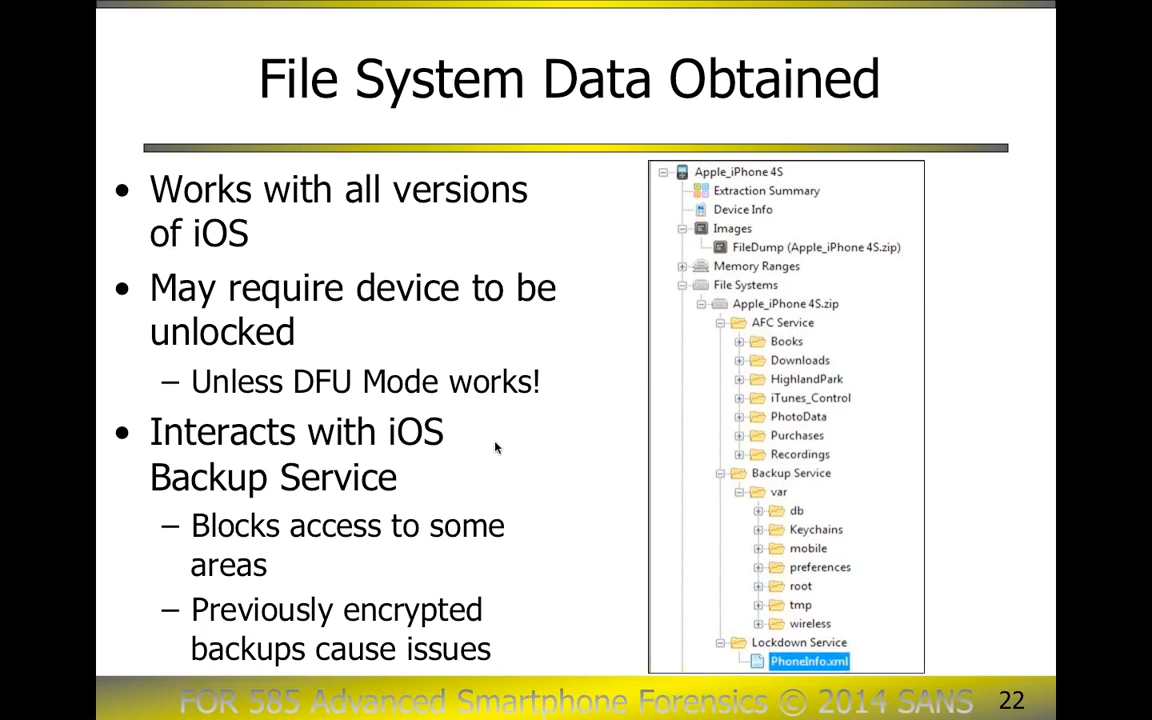 File System Data Obtained
• Works with all versions
of iOS
• May require device to be
unlocked
– Unless DFU Mode works!
• Interacts with iOS
Backup Service
– Blocks access to some
areas
– Previously encrypted
backups cause issues
Apple_iPhone 4S
Extraction Summary
Device Info
Images
FileDump (Apple_iPhone 4S.zip)
Memory Ranges
File Systems
Apple_iPhone 4S.zip
AFC Service
Books
Downloads
HighlandPark
iTunes_Control
PhotoData
Purchases
Recordings
Backup Service
var
db
Keychains
mobile
preferences
root
tmp
wireless
Lockdown Service
PhoneInfo.xml
FOR 585 Advanced Smartphone Forensics © 2014 SANS 22